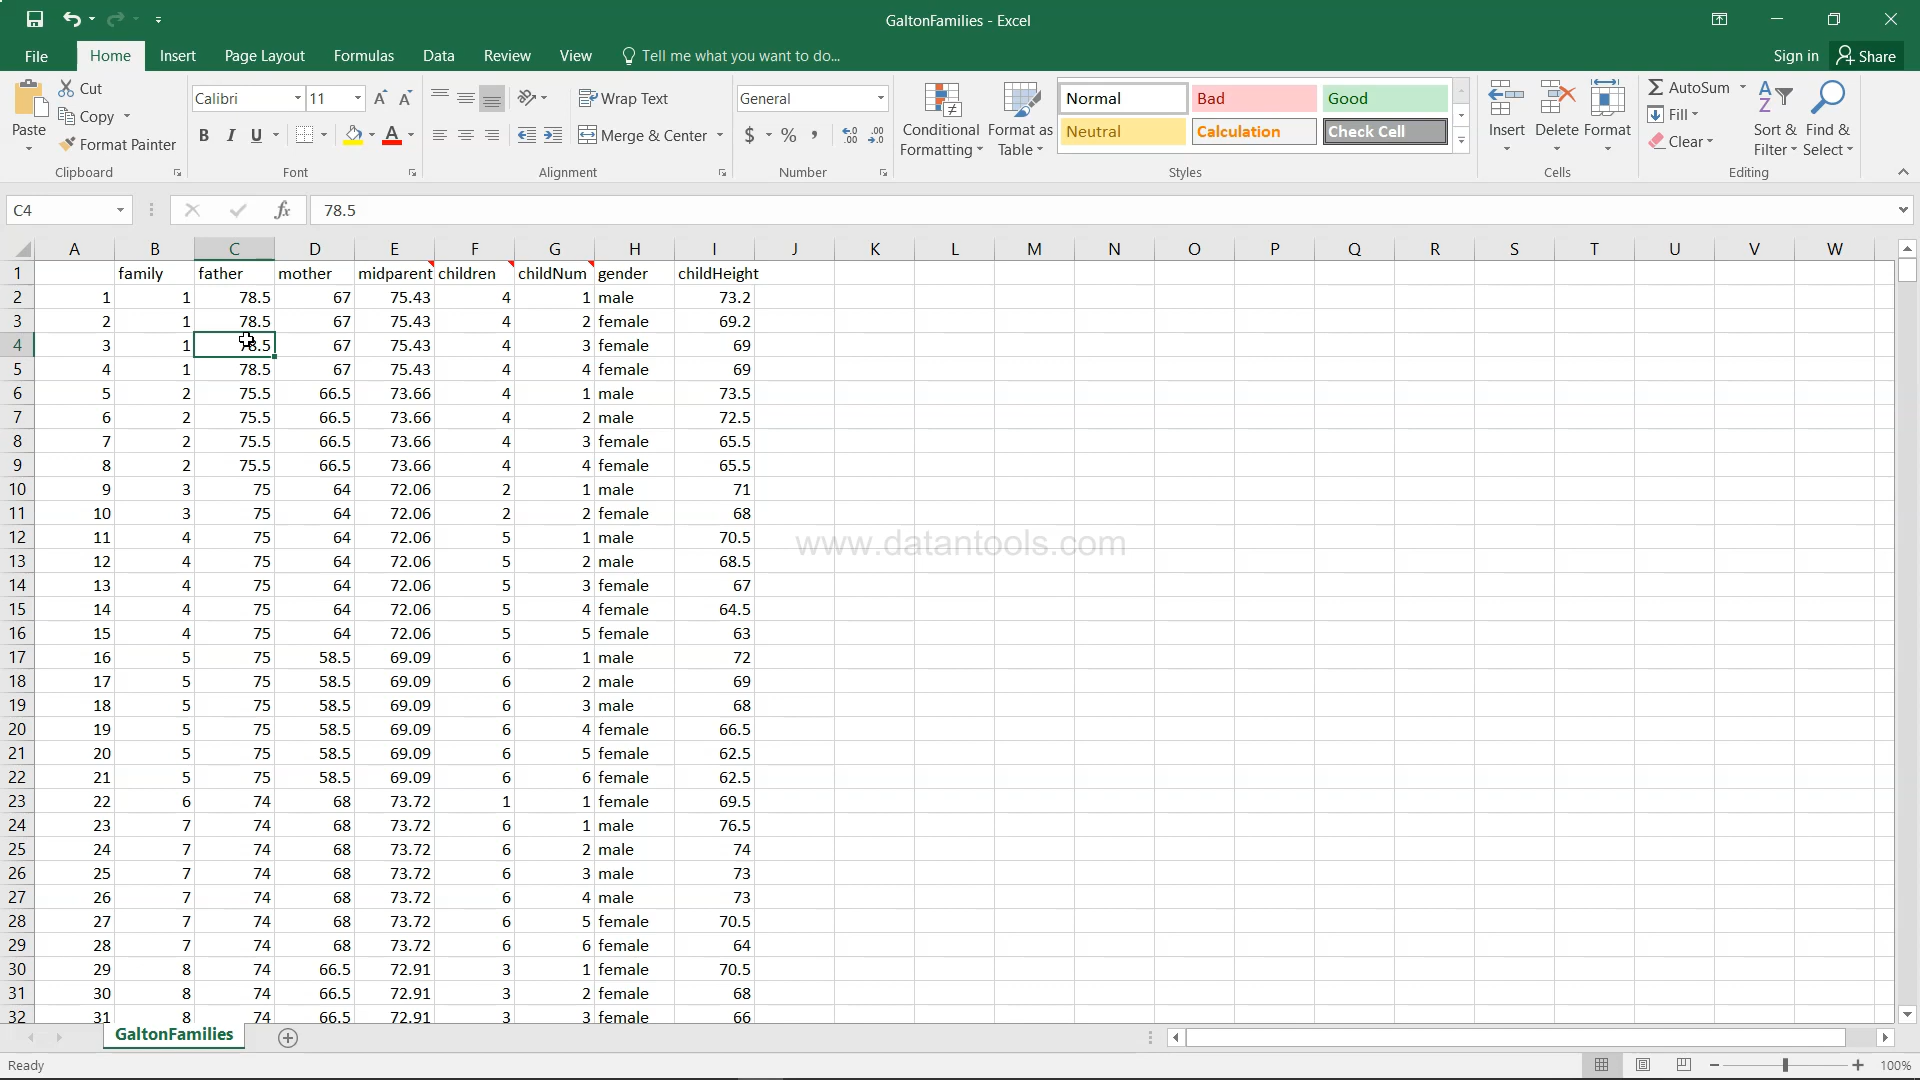 GaltonFamilies - Excel
File Home Insert Page Layout Formulas Data Review View Tell me what you want to do... Sign in Share
Paste Cut Copy Format Painter Clipboard
Calibri 11 B I U Font
Wrap Text Merge & Center Alignment
General $ % , Number
Conditional Formatting Format as Table Normal Bad Good Neutral Calculation Check Cell Styles
Insert Delete Format Cells
AutoSum Fill Clear Sort & Filter Find & Select Editing
C4 fx 78.5
A B C D E F G H I J K L M N O P Q R S T U V W
1 family father mother midparent children childNum gender childHeight
2 1 1 78.5 67 75.43 4 1 male 73.2
3 2 1 78.5 67 75.43 4 2 female 69.2
4 3 1 78.5 67 75.43 4 3 female 69
5 4 1 78.5 67 75.43 4 4 female 69
6 5 2 75.5 66.5 73.66 4 1 male 73.5
7 6 2 75.5 66.5 73.66 4 2 male 72.5
8 7 2 75.5 66.5 73.66 4 3 female 65.5
9 8 2 75.5 66.5 73.66 4 4 female 65.5
10 9 3 75 64 72.06 2 1 male 71
11 10 3 75 64 72.06 2 2 female 68
12 11 4 75 64 72.06 5 1 male 70.5
www.datantools.com
13 12 4 75 64 72.06 5 2 male 68.5
14 13 4 75 64 72.06 5 3 female 67
15 14 4 75 64 72.06 5 4 female 64.5
16 15 4 75 64 72.06 5 5 female 63
17 16 5 75 58.5 69.09 6 1 male 72
18 17 5 75 58.5 69.09 6 2 male 69
19 18 5 75 58.5 69.09 6 3 male 68
20 19 5 75 58.5 69.09 6 4 female 66.5
21 20 5 75 58.5 69.09 6 5 female 62.5
22 21 5 75 58.5 69.09 6 6 female 62.5
23 22 6 74 68 73.72 1 1 female 69.5
24 23 7 74 68 73.72 6 1 male 76.5
25 24 7 74 68 73.72 6 2 male 74
26 25 7 74 68 73.72 6 3 male 73
27 26 7 74 68 73.72 6 4 male 73
28 27 7 74 68 73.72 6 5 female 70.5
29 28 7 74 68 73.72 6 6 female 64
30 29 8 74 66.5 72.91 3 1 female 70.5
31 30 8 74 66.5 72.91 3 2 female 68
32 31 8 74 66.5 72.91 3 3 female 66
GaltonFamilies
Ready 100%